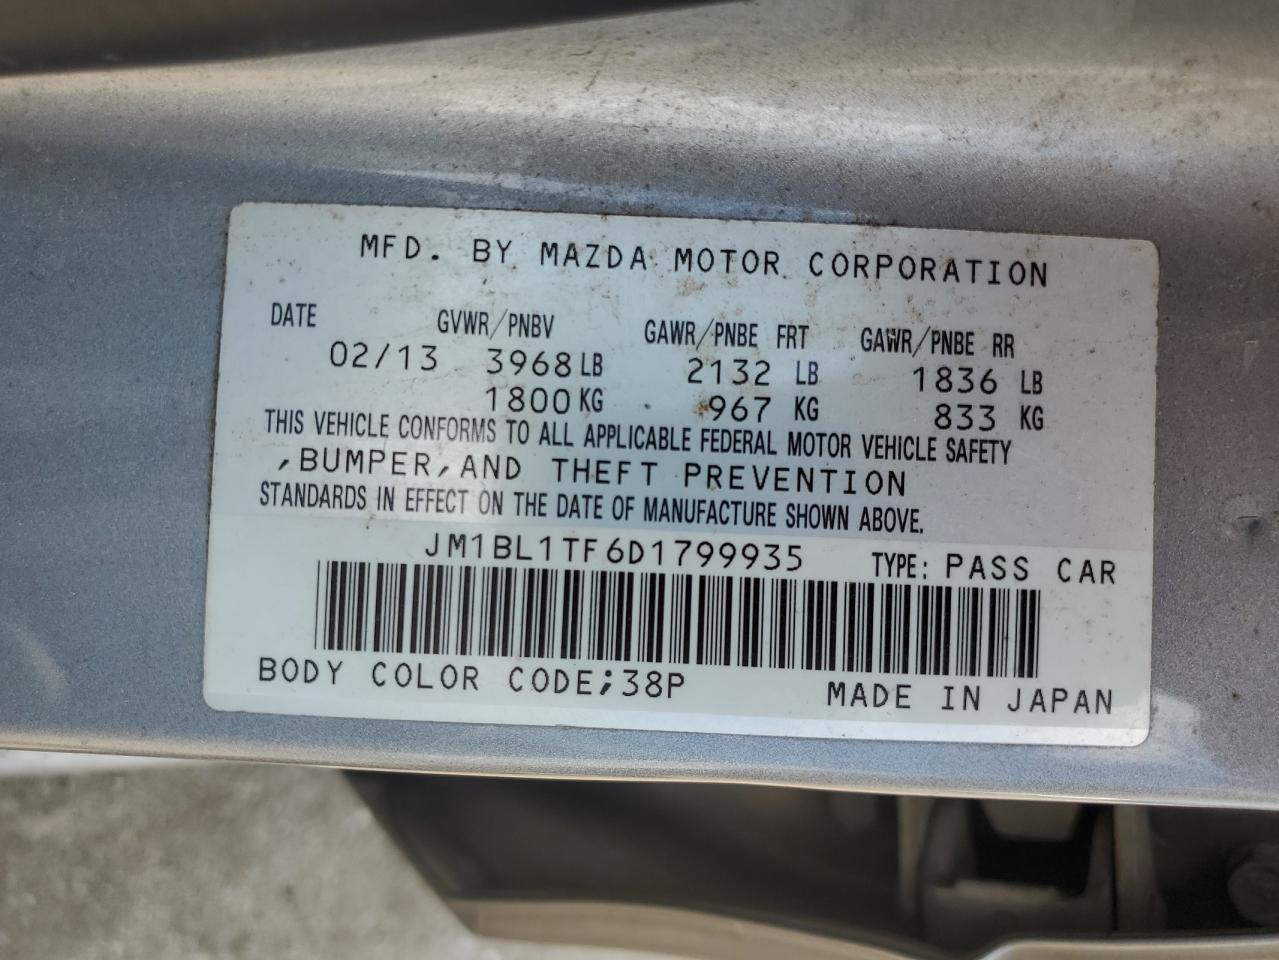 MFD. BY MAZDA MOTOR CORPORATION
DATE GVWR/PNBV GAWR/PNBE FRT GAWR/PNBE RR
02/13 3968 LB 2132 LB 1836 LB
1800 KG 967 KG 833 KG
THIS VEHICLE CONFORMS TO ALL APPLICABLE FEDERAL MOTOR VEHICLE SAFETY
,BUMPER,AND THEFT PREVENTION
STANDARDS IN EFFECT ON THE DATE OF MANUFACTURE SHOWN ABOVE.
JM1BL1TF6D1799935 TYPE: PASS CAR
BODY COLOR CODE;38P MADE IN JAPAN